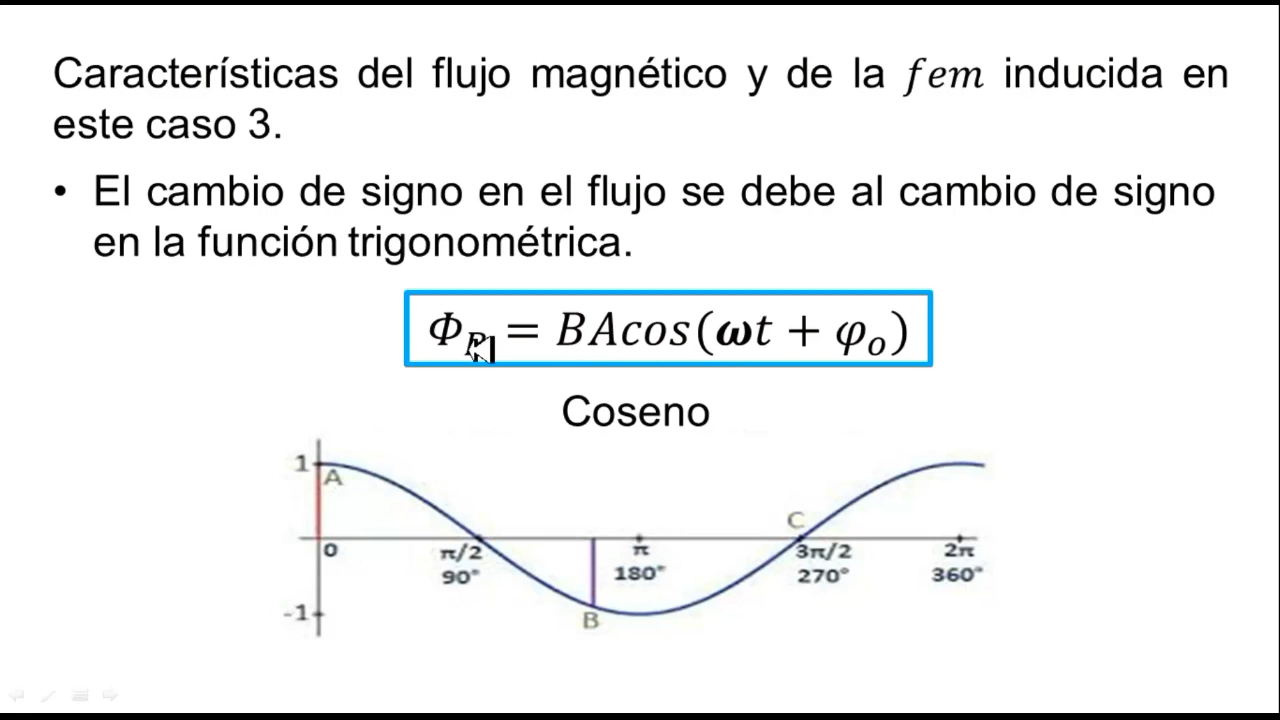 Características del flujo magnético y de la fem inducida en
este caso 3.
• El cambio de signo en el flujo se debe al cambio de signo
en la función trigonométrica.
Φ = BAcos(ωt + φₒ)
Coseno
1
A
C
0
π/2
π
3π/2
2π
90°
180°
270°
360°
-1
B